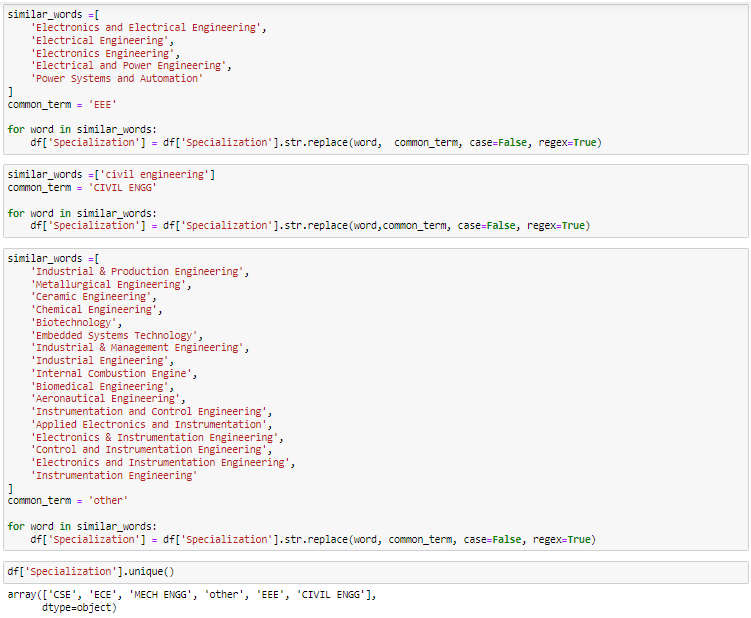 similar_words =[
'Electronics and Electrical Engineering',
'Electrical Engineering',
'Electronics Engineering',
'Electrical and Power Engineering',
'Power Systems and Automation'
]
common_term = 'EEE'
for word in similar_words:
df['Specialization'] = df['Specialization'].str.replace(word,  common_term, case=False, regex=True)
similar_words =['civil engineering']
common_term = 'CIVIL ENGG'
for word in similar_words:
df['Specialization'] = df['Specialization'].str.replace(word,common_term, case=False, regex=True)
similar_words =[
'Industrial & Production Engineering',
'Metallurgical Engineering',
'Ceramic Engineering',
'Chemical Engineering',
'Biotechnology',
'Embedded Systems Technology',
'Industrial & Management Engineering',
'Industrial Engineering',
'Internal Combustion Engine',
'Biomedical Engineering',
'Aeronautical Engineering',
'Instrumentation and Control Engineering',
'Applied Electronics and Instrumentation',
'Electronics & Instrumentation Engineering',
'Control and Instrumentation Engineering',
'Electronics and Instrumentation Engineering',
'Instrumentation Engineering'
]
common_term = 'other'
for word in similar_words:
df['Specialization'] = df['Specialization'].str.replace(word, common_term, case=False, regex=True)
df['Specialization'].unique()
array(['CSE', 'ECE', 'MECH ENGG', 'other', 'EEE', 'CIVIL ENGG'],
dtype=object)